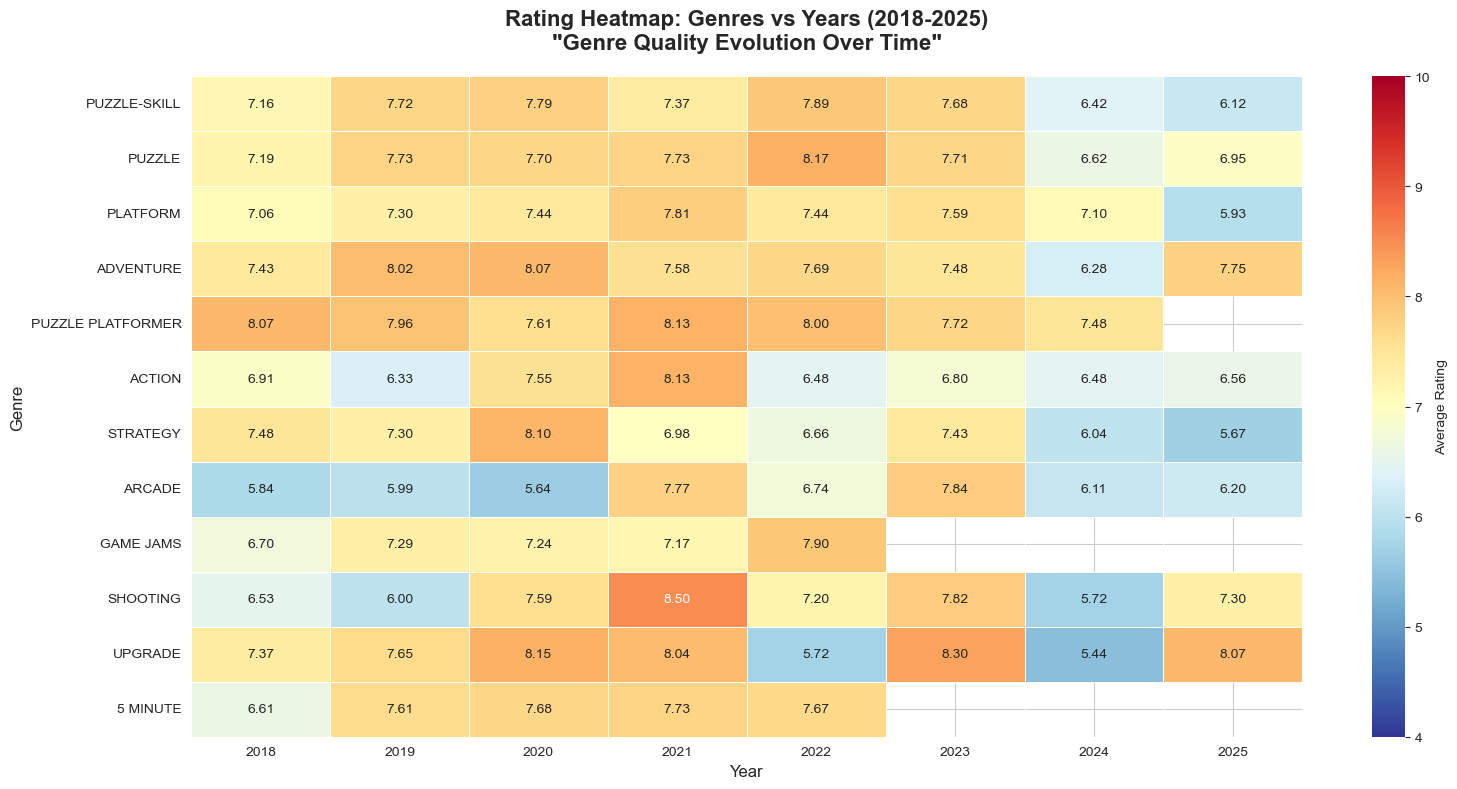 Rating Heatmap: Genres vs Years (2018-2025)
"Genre Quality Evolution Over Time"
PUZZLE-SKILL 7.16 7.72 7.79 7.37 7.89 7.68 6.42 6.12
PUZZLE 7.19 7.73 7.70 7.73 8.17 7.71 6.62 6.95
PLATFORM 7.06 7.30 7.44 7.81 7.44 7.59 7.10 5.93
ADVENTURE 7.43 8.02 8.07 7.58 7.69 7.48 6.28 7.75
PUZZLE PLATFORMER 8.07 7.96 7.61 8.13 8.00 7.72 7.48
ACTION 6.91 6.33 7.55 8.13 6.48 6.80 6.48 6.56
STRATEGY 7.48 7.30 8.10 6.98 6.66 7.43 6.04 5.67
ARCADE 5.84 5.99 5.64 7.77 6.74 7.84 6.11 6.20
GAME JAMS 6.70 7.29 7.24 7.17 7.90
SHOOTING 6.53 6.00 7.59 8.50 7.20 7.82 5.72 7.30
UPGRADE 7.37 7.65 8.15 8.04 5.72 8.30 5.44 8.07
5 MINUTE 6.61 7.61 7.68 7.73 7.67
2018 2019 2020 2021 2022 2023 2024 2025
Year
Genre
10
9
8
7
6
5
4
Average Rating